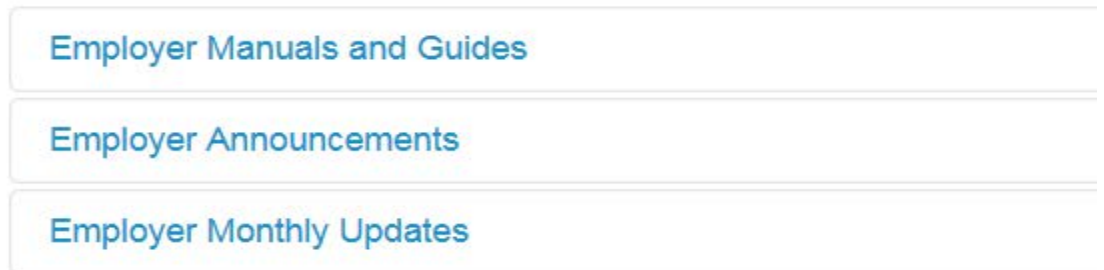 Employer Manuals and Guides
Employer Announcements
Employer Monthly Updates